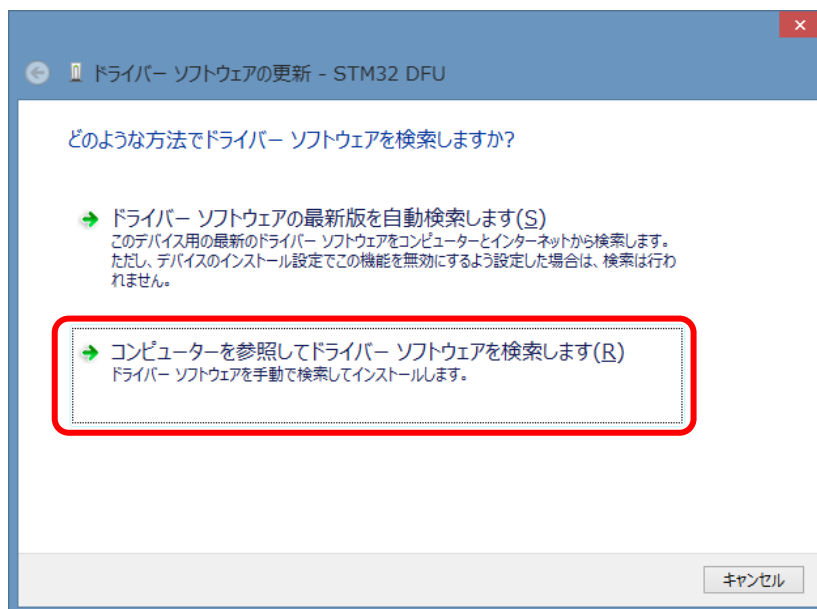 ドライバー ソフトウェアの更新 - STM32 DFU
どのような方法でドライバー ソフトウェアを検索しますか?
ドライバー ソフトウェアの最新版を自動検索します(S)
このデバイス用の最新のドライバー ソフトウェアをコンピューターとインターネットから検索します。
ただし、デバイスのインストール設定でこの機能を無効にするよう設定した場合は、検索は行わ
れません。
コンピューターを参照してドライバー ソフトウェアを検索します(R)
ドライバー ソフトウェアを手動で検索してインストールします。
キャンセル